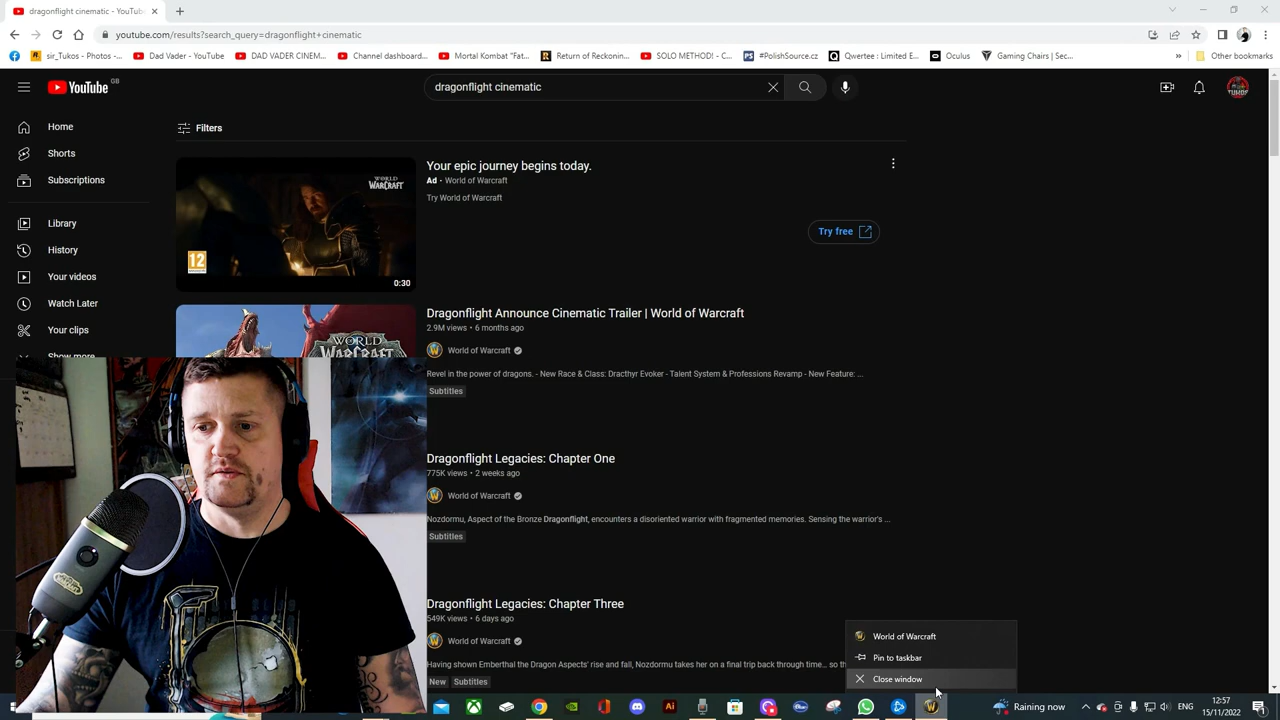 dragonflight cinematic - YouTub
youtube.com/results?search_query=dragonflight+cinematic
sir_Tukos - Photos -...
Dad Vader - YouTube
DAD VADER CINEM...
Channel dashboard...
Mortal Kombat "Fat...
Return of Reckonin...
SOLO METHOD! - C...
#PolishSource.cz
Qwertee : Limited E...
Oculus
Gaming Chairs | Sec...
»
Other bookmarks
YouTube GB
dragonflight cinematic
Home
Shorts
Subscriptions
Library
History
Your videos
Watch Later
Your clips
Show more
Filters
WORLD
WARCRAFT
12
0:30
Your epic journey begins today.
Ad • World of Warcraft
Try World of Warcraft
Try free
WORLD
WARCRAFT
Dragonflight Announce Cinematic Trailer | World of Warcraft
2.9M views • 6 months ago
World of Warcraft
Revel in the power of dragons. - New Race & Class: Dracthyr Evoker - Talent System & Professions Revamp - New Feature: ...
Subtitles
Dragonflight Legacies: Chapter One
775K views • 2 weeks ago
World of Warcraft
Nozdormu, Aspect of the Bronze Dragonflight, encounters a disoriented warrior with fragmented memories. Sensing the warrior's ...
Subtitles
Dragonflight Legacies: Chapter Three
549K views • 6 days ago
World of Warcraft
Having shown Emberthal the Dragon Aspects' rise and fall, Nozdormu takes her on a final trip back through time... so th
New
Subtitles
World of Warcraft
Pin to taskbar
Close window
Raining now
ENG
12:57
15/11/2022